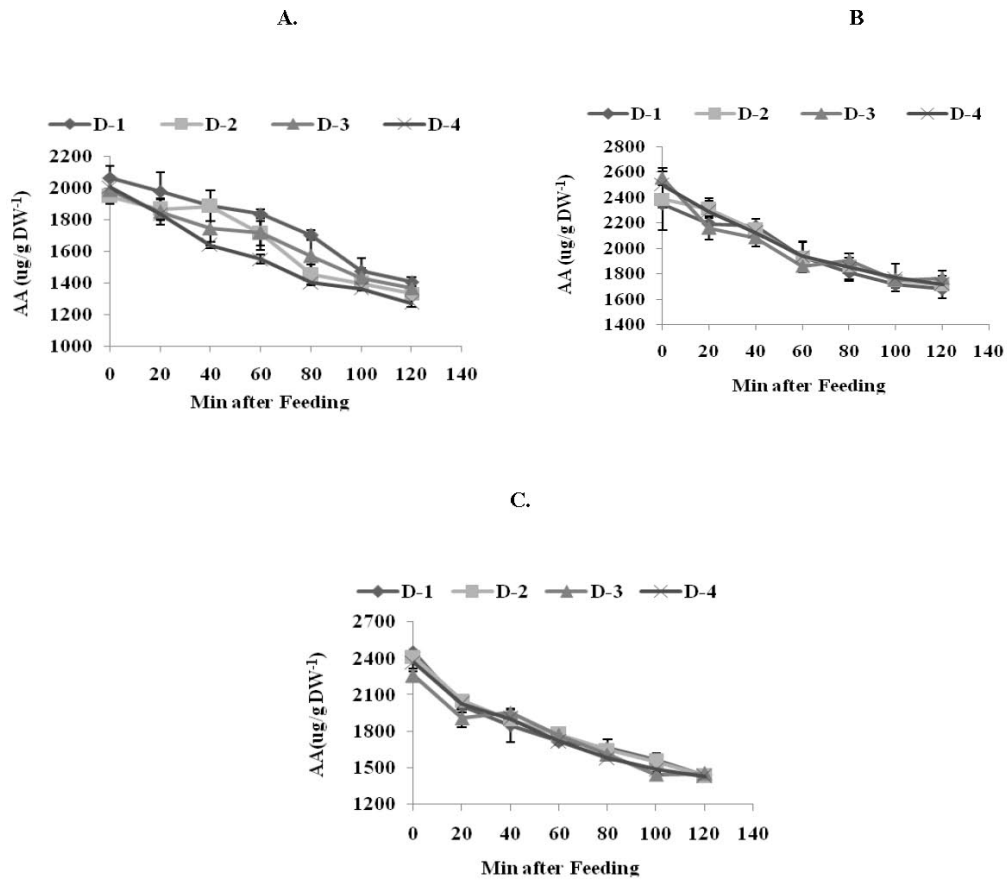 A.
D-1 D-2 D-3 D-4
2200
2000
1800
1600
1400
1200
1000
AA (ug/g DW-1)
0 20 40 60 80 100 120 140
Min after Feeding
B
D-1 D-2 D-3 D-4
2800
2600
2400
2200
2000
1800
1600
1400
AA (ug/g DW-1)
0 20 40 60 80 100 120 140
Min after Feeding
C.
D-1 D-2 D-3 D-4
2700
2400
2100
1800
1500
1200
AA(ug/g DW-1)
0 20 40 60 80 100 120 140
Min after Feeding